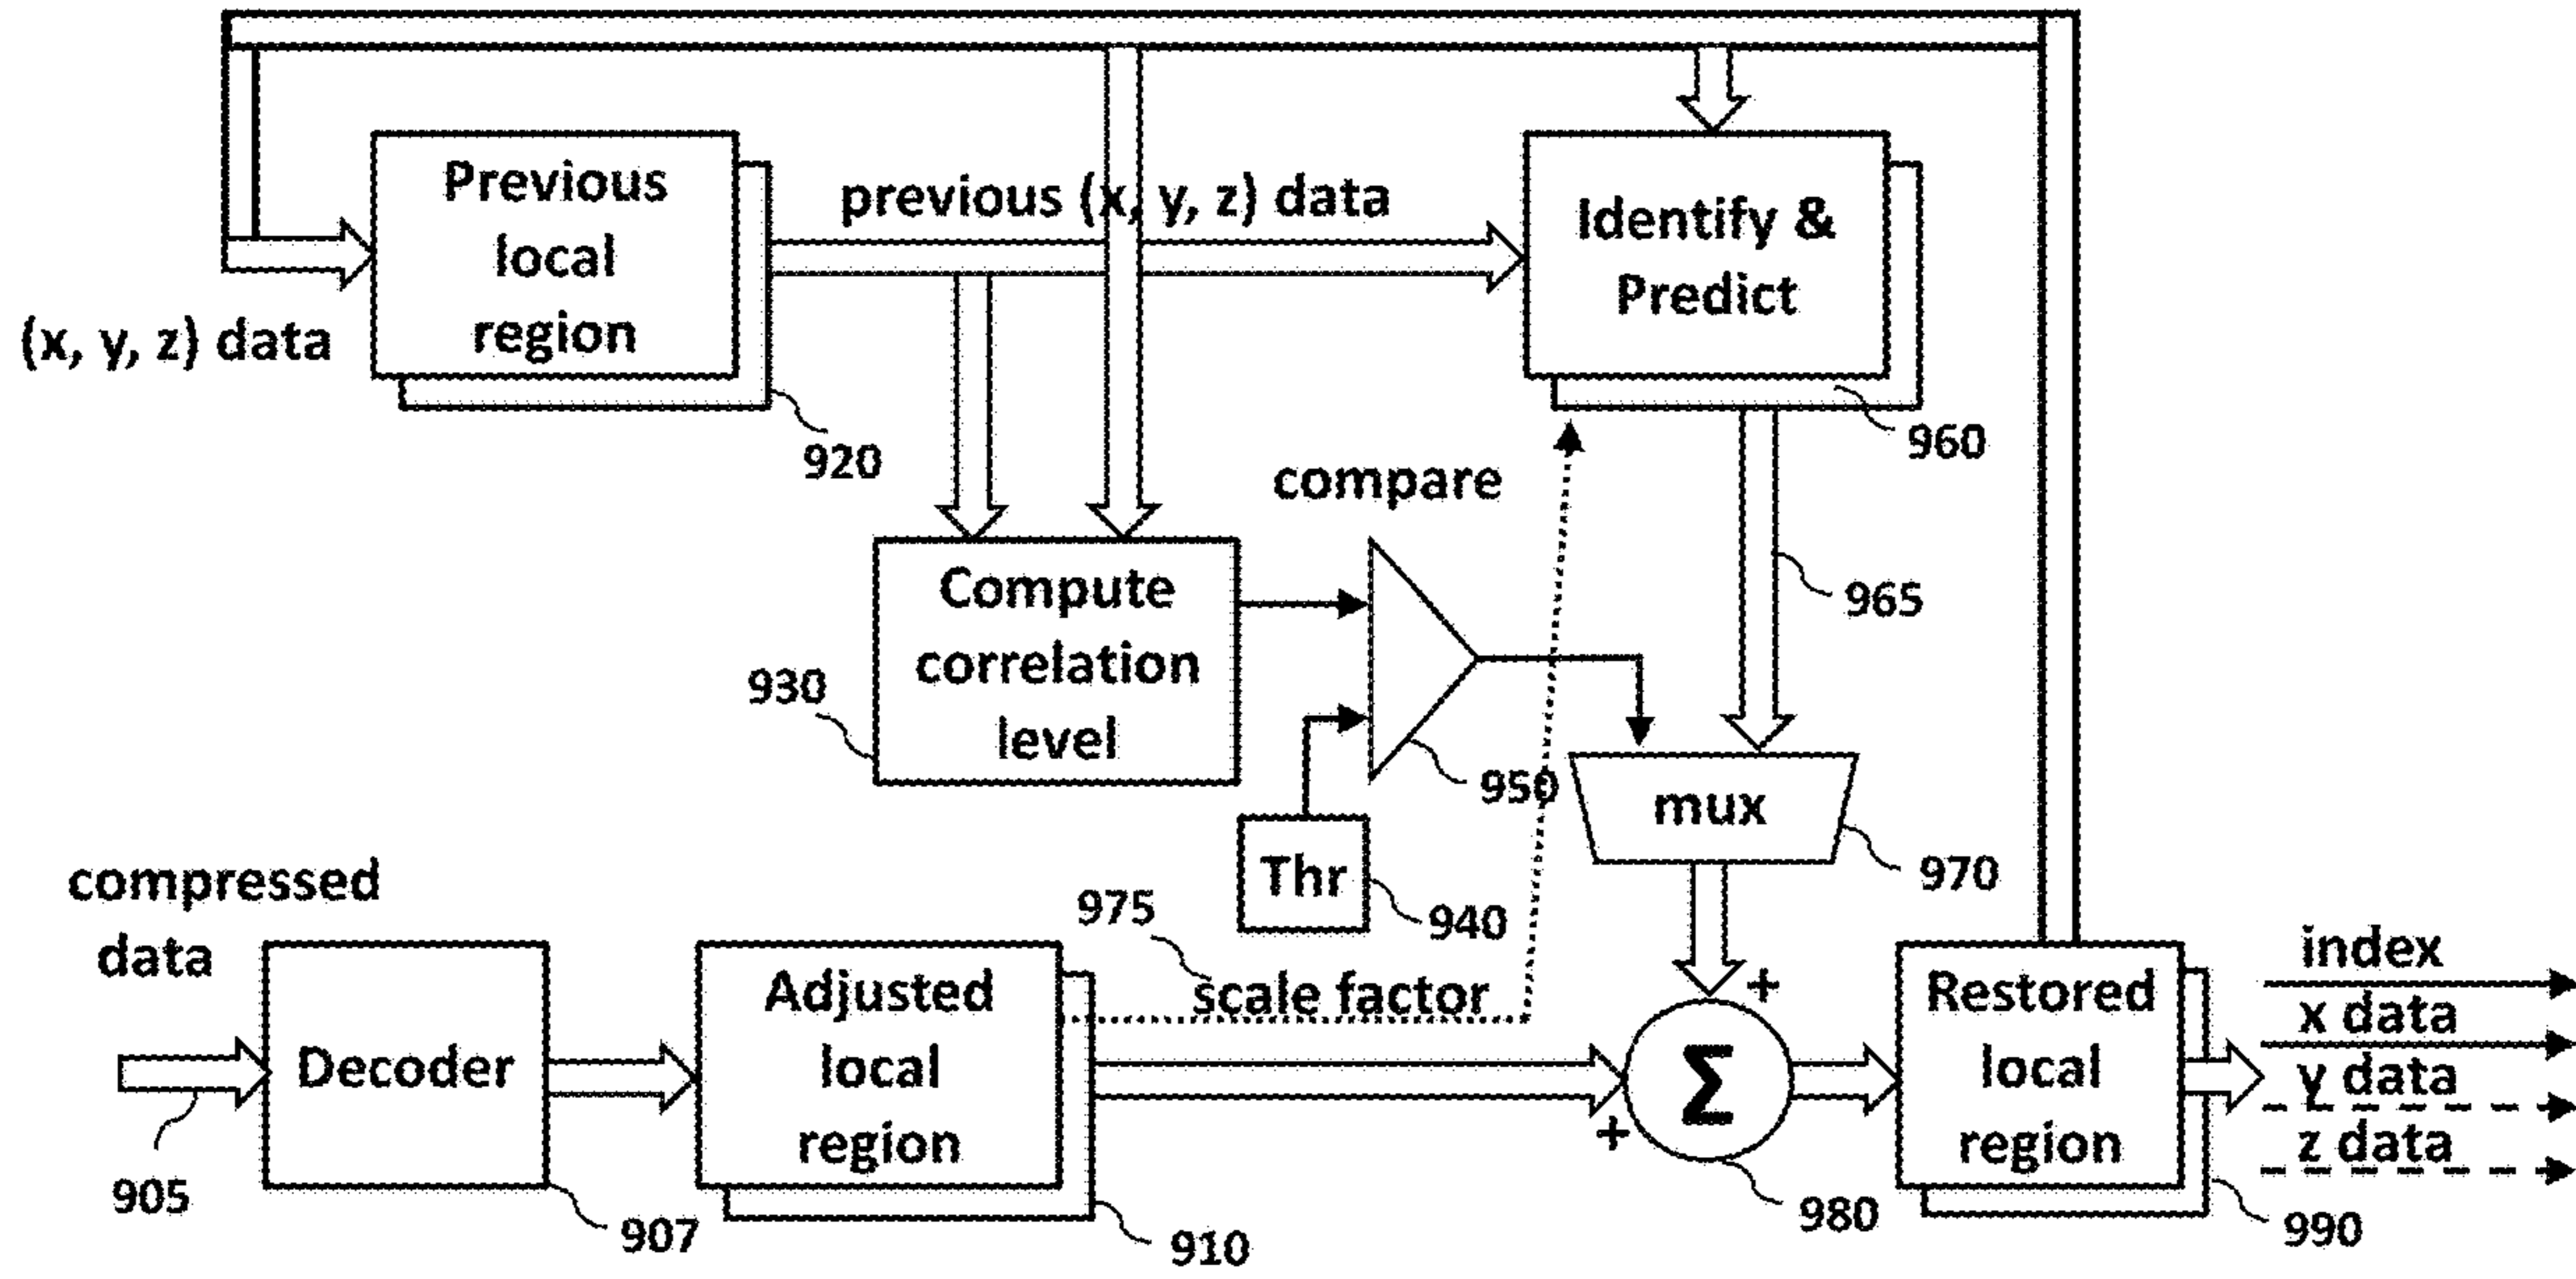 Previous
local
region
previous (x, y, z) data
Identify &
Predict
(x, y, z) data
920
960
compare
Compute
correlation
level
930
965
950
mux
970
Thr
940
compressed
data
905
Decoder
907
Adjusted
local
region
910
975
scale factor
+
+
Σ
980
Restored
local
region
990
index
x data
y data
z data